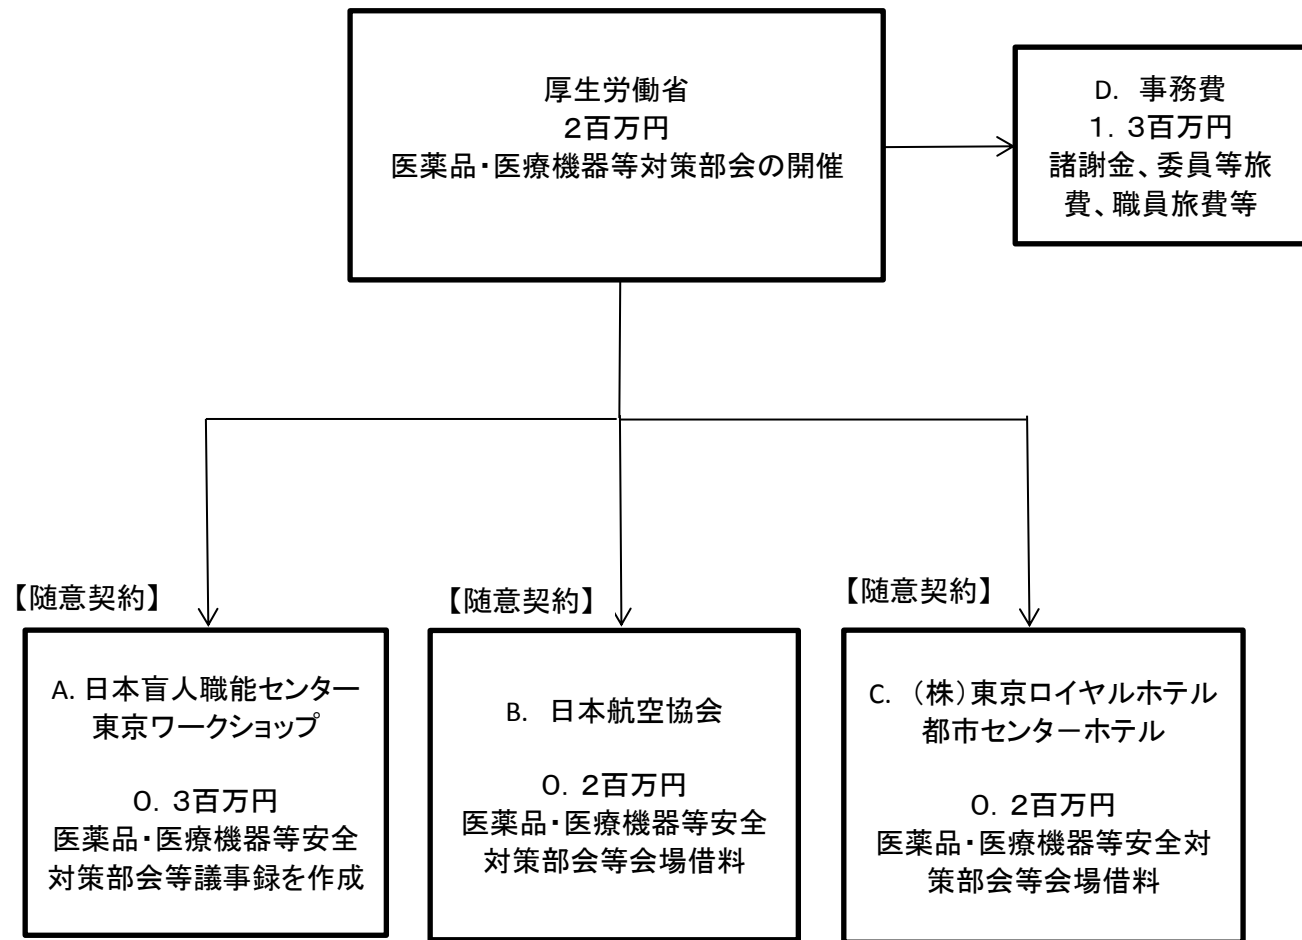 厚生労働省
２百万円
医薬品・医療機器等対策部会の開催
D.　事務費
１．３百万円
諸謝金、委員等旅
費、職員旅費等
【随意契約】
【随意契約】
【随意契約】
A. 日本盲人職能センター
東京ワークショップ
０．３百万円
医薬品・医療機器等安全
対策部会等議事録を作成
B.　日本航空協会
０．２百万円
医薬品・医療機器等安全
対策部会等会場借料
C.　（株）東京ロイヤルホテル
都市センターホテル
０．２百万円
医薬品・医療機器等安全対
策部会等会場借料